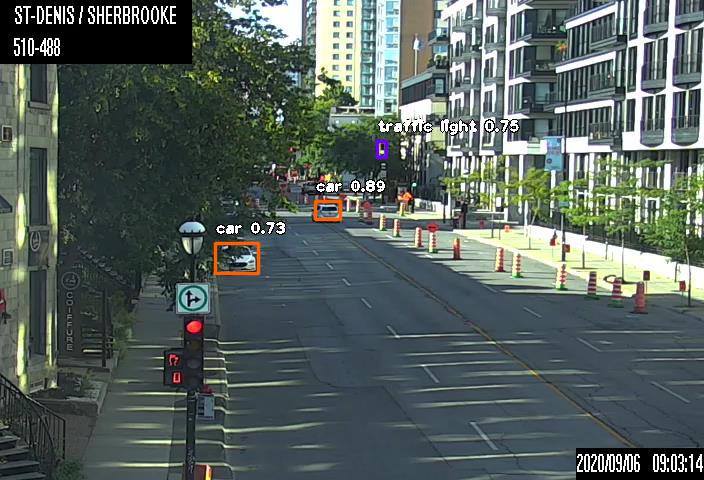 ST-DENIS / SHERBROOKE
510-488
traffic light 0.75
car 0.89
car 0.73
COIFFURE
0
2020/09/06 09:03:14